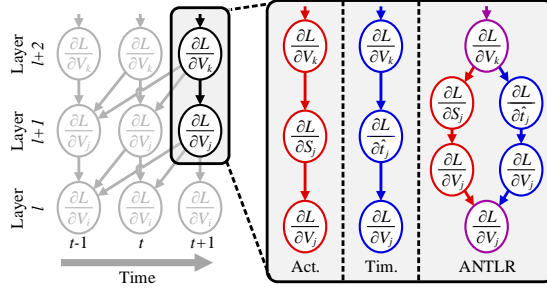 Layer l+2
∂L/∂V_k ∂L/∂V_k ∂L/∂V_k
Layer l+1
∂L/∂V_j ∂L/∂V_j ∂L/∂V_j
Layer l
∂L/∂V_i ∂L/∂V_i ∂L/∂V_i
t-1 t t+1
Time
∂L/∂V_k
∂L/∂S_j
∂L/∂V_j
Act.
∂L/∂V_k
∂L/∂t̂_j
∂L/∂V_j
Tim.
∂L/∂V_k
∂L/∂S_j ∂L/∂t̂_j
∂L/∂V_j ∂L/∂V_j
∂L/∂V_j
ANTLR